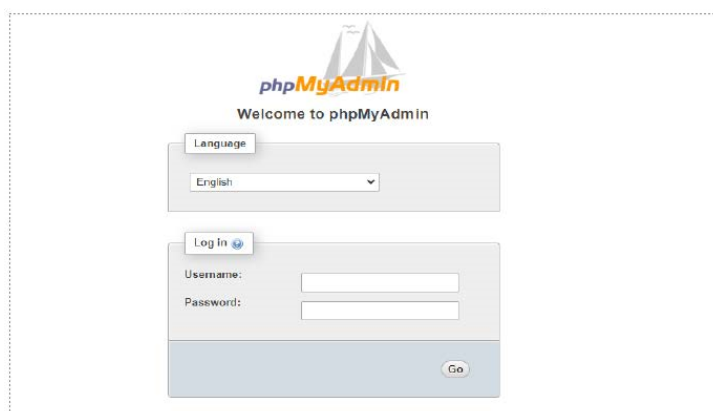 phpMyAdmin
Welcome to phpMyAdmin
Language
English
Log in
Username:
Password:
Go